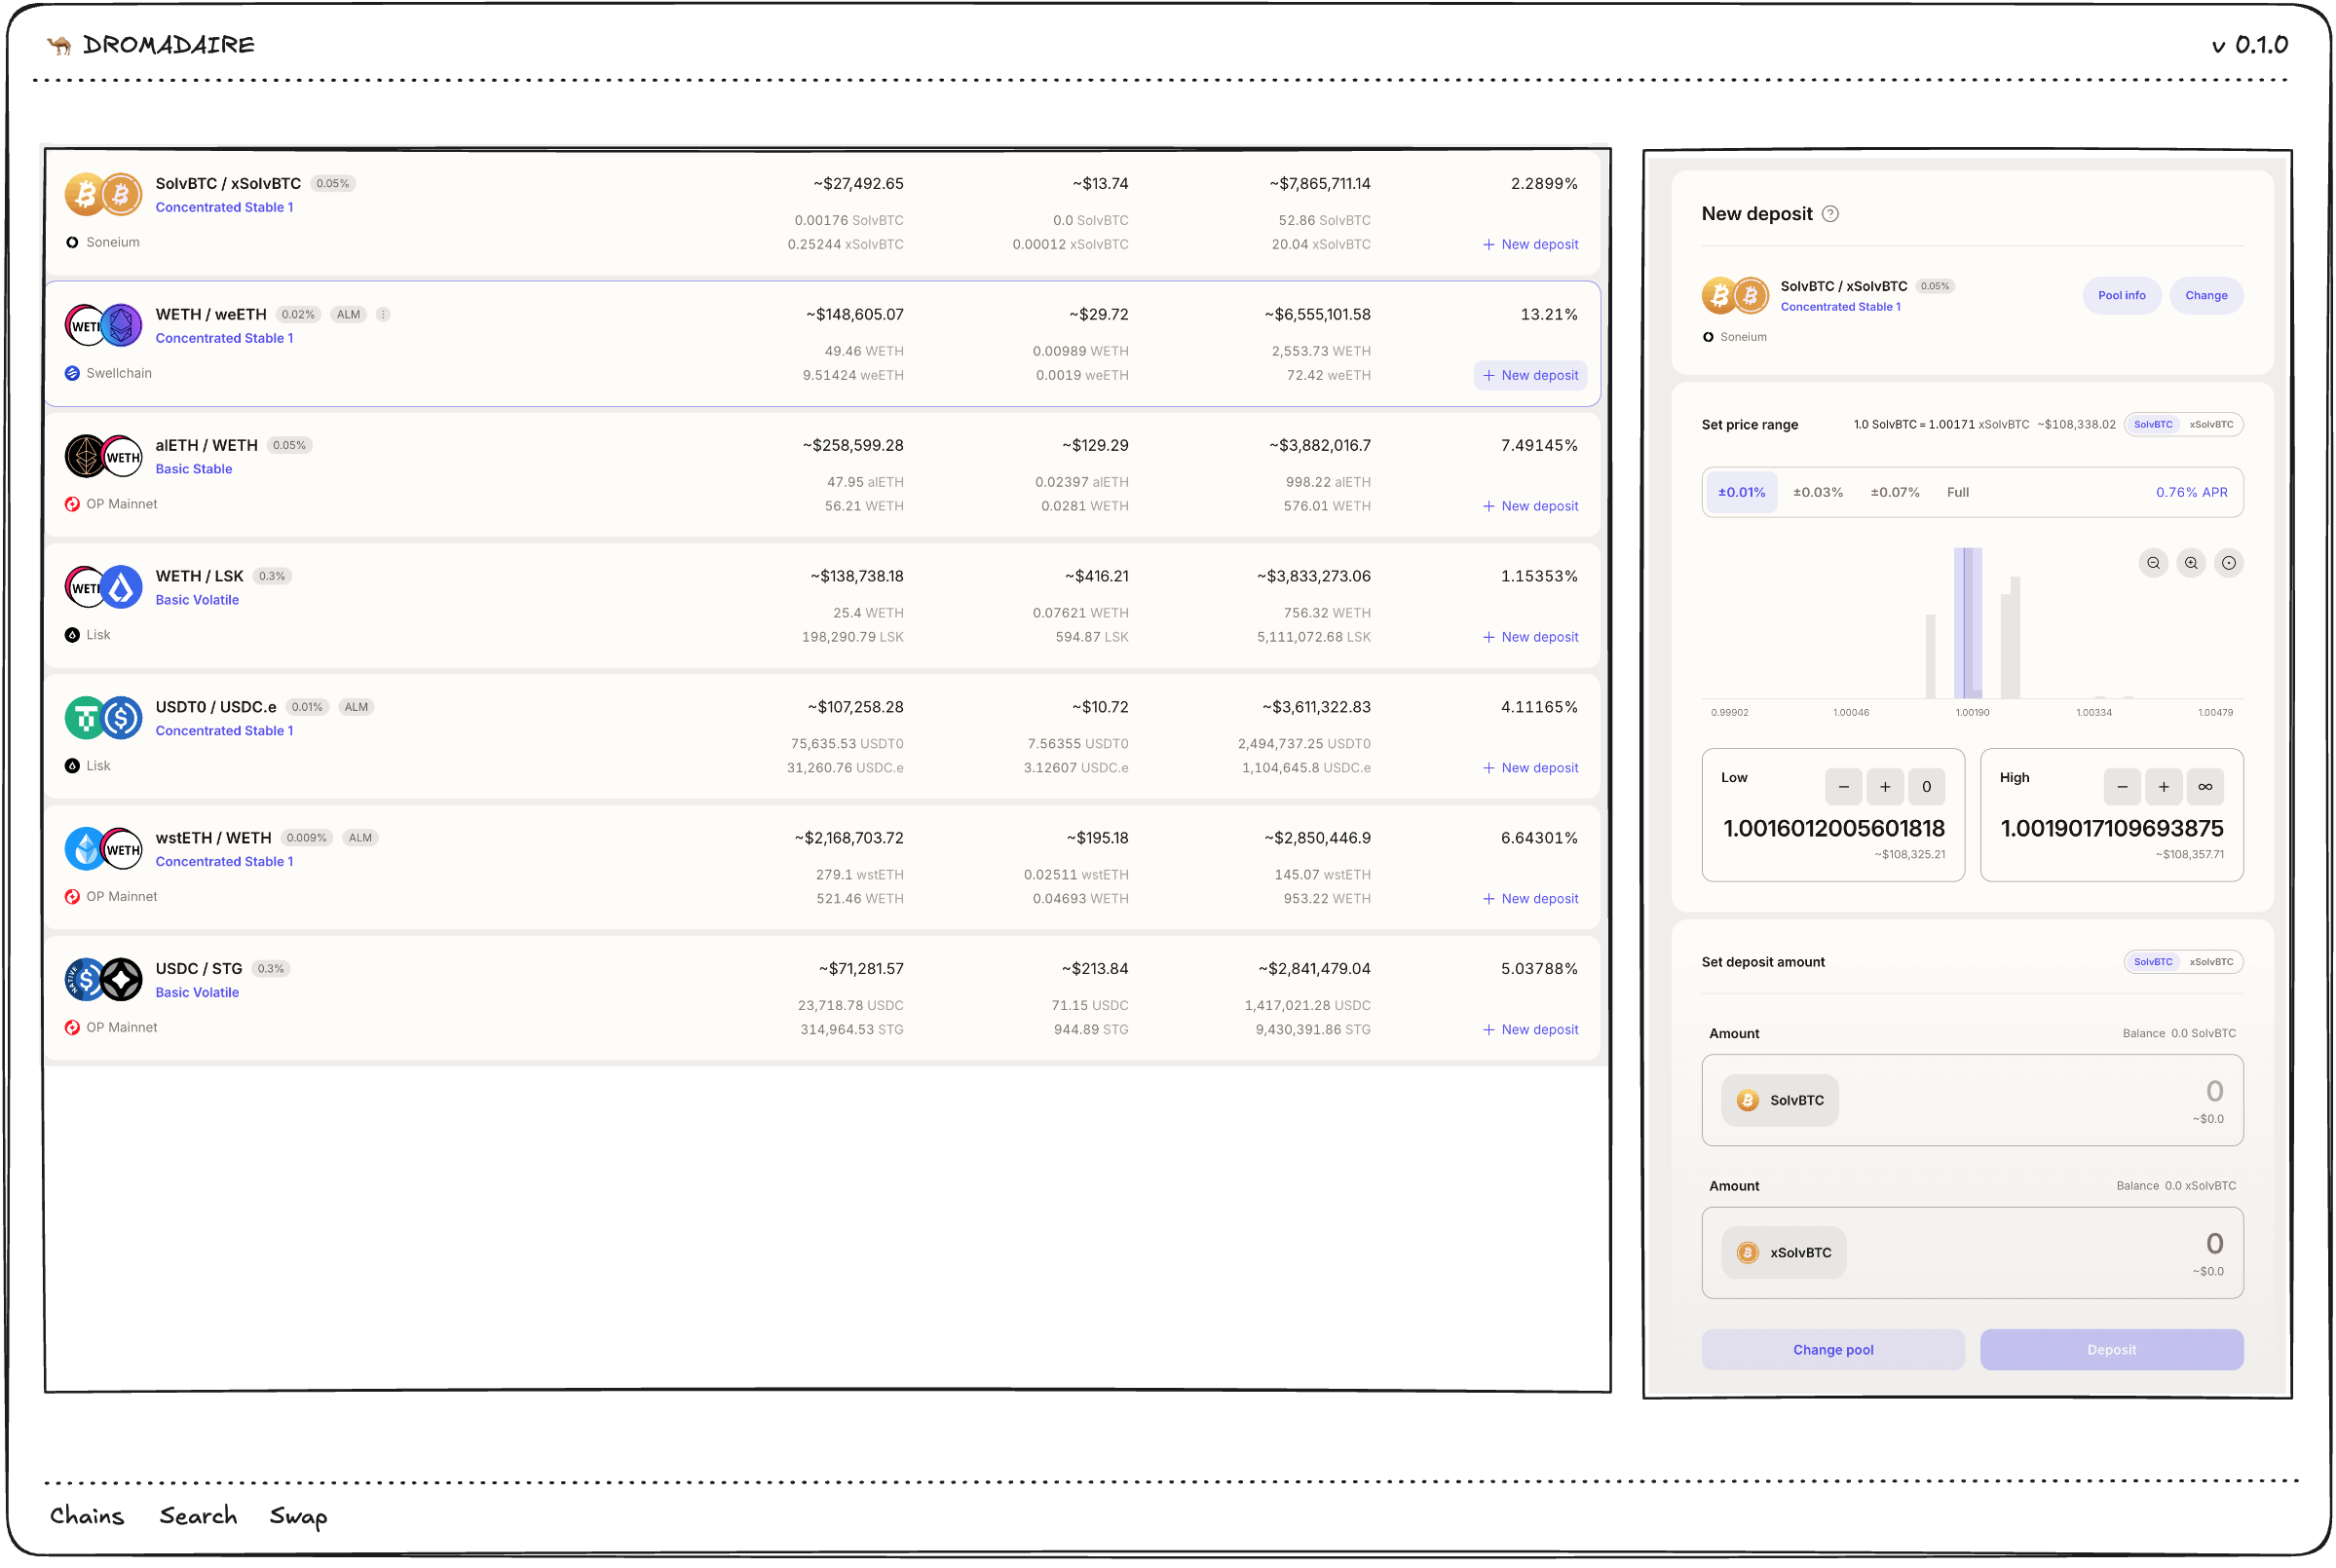 DROMADAIRE
v 0.1.0
SolvBTC / xSolvBTC 0.05% ~$27,492.65 ~$13.74 ~$7,865,711.14 2.2899%
Concentrated Stable 1
0.00176 SolvBTC 0.0 SolvBTC 52.86 SolvBTC
Soneium 0.25244 xSolvBTC 0.00012 xSolvBTC 20.04 xSolvBTC + New deposit
WETH
WETH / weETH 0.02% ALM ~$148,605.07 ~$29.72 ~$6,555,101.58 13.21%
Concentrated Stable 1
49.46 WETH 0.00989 WETH 2,553.73 WETH
Swellchain 9.51424 weETH 0.0019 weETH 72.42 weETH + New deposit
WETH
alETH / WETH 0.05% ~$258,599.28 ~$129.29 ~$3,882,016.7 7.49145%
Basic Stable
47.95 alETH 0.02397 alETH 998.22 alETH
OP Mainnet 56.21 WETH 0.0281 WETH 576.01 WETH + New deposit
WETH
WETH / LSK 0.3% ~$138,738.18 ~$416.21 ~$3,833,273.06 1.15353%
Basic Volatile
25.4 WETH 0.07621 WETH 756.32 WETH
Lisk 198,290.79 LSK 594.87 LSK 5,111,072.68 LSK + New deposit
USDT0 / USDC.e 0.01% ALM ~$107,258.28 ~$10.72 ~$3,611,322.83 4.11165%
Concentrated Stable 1
75,635.53 USDT0 7.56355 USDT0 2,494,737.25 USDT0
Lisk 31,260.76 USDC.e 3.12607 USDC.e 1,104,645.8 USDC.e + New deposit
WETH
wstETH / WETH 0.009% ALM ~$2,168,703.72 ~$195.18 ~$2,850,446.9 6.64301%
Concentrated Stable 1
279.1 wstETH 0.02511 wstETH 145.07 wstETH
OP Mainnet 521.46 WETH 0.04693 WETH 953.22 WETH + New deposit
NATIVE
USDC / STG 0.3% ~$71,281.57 ~$213.84 ~$2,841,479.04 5.03788%
Basic Volatile
23,718.78 USDC 71.15 USDC 1,417,021.28 USDC
OP Mainnet 314,964.53 STG 944.89 STG 9,430,391.86 STG + New deposit
New deposit ?
SolvBTC / xSolvBTC 0.05% Pool info Change
Concentrated Stable 1
Soneium
Set price range 1.0 SolvBTC = 1.00171 xSolvBTC ~$108,338.02 SolvBTC xSolvBTC
±0.01% ±0.03% ±0.07% Full 0.76% APR
0.99902 1.00046 1.00190 1.00334 1.00479
Low − + 0
1.0016012005601818
~$108,325.21
High − + ∞
1.0019017109693875
~$108,357.71
Set deposit amount SolvBTC xSolvBTC
Amount Balance 0.0 SolvBTC
SolvBTC 0
~$0.0
Amount Balance 0.0 xSolvBTC
xSolvBTC 0
~$0.0
Change pool Deposit
Chains Search Swap